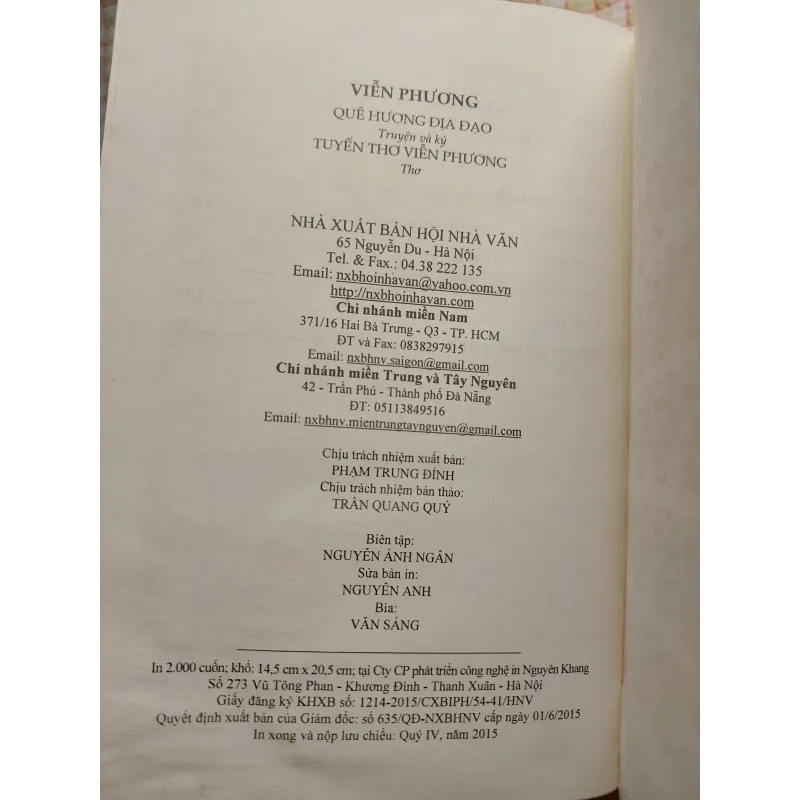 VIỄN PHƯƠNG
QUÊ HƯƠNG ĐỊA ĐẠO
Truyện và ký
TUYỂN THƠ VIỄN PHƯƠNG
Thơ
NHÀ XUẤT BẢN HỘI NHÀ VĂN
65 Nguyễn Du - Hà Nội
Tel. & Fax.: 04.38 222 135
Email: nxbhoinhavan@yahoo.com.vn
http://nxbhoinhavan.com
Chi nhánh miền Nam
371/16 Hai Bà Trưng - Q3 - TP. HCM
ĐT và Fax: 0838297915
Email: nxbhnv.saigon@gmail.com
Chi nhánh miền Trung và Tây Nguyên
42 - Trần Phú - Thành phố Đà Nẵng
ĐT: 05113849516
Email: nxbhnv.mientrungtaynguyen@gmail.com
Chịu trách nhiệm xuất bản:
PHẠM TRUNG ĐỈNH
Chịu trách nhiệm bản thảo:
TRẦN QUANG QUÝ
Biên tập:
NGUYỄN ÁNH NGÂN
Sửa bản in:
NGUYÊN ANH
Bìa:
VĂN SÁNG
In 2.000 cuốn; khổ: 14,5 cm x 20,5 cm; tại Cty CP phát triển công nghệ in Nguyên Khang
Số 273 Vũ Tông Phan - Khương Đình - Thanh Xuân - Hà Nội
Giấy đăng ký KHXB số: 1214-2015/CXBIPH/54-41/HNV
Quyết định xuất bản của Giám đốc: số 635/QĐ-NXBHNV cấp ngày 01/6/2015
In xong và nộp lưu chiểu: Quý IV, năm 2015